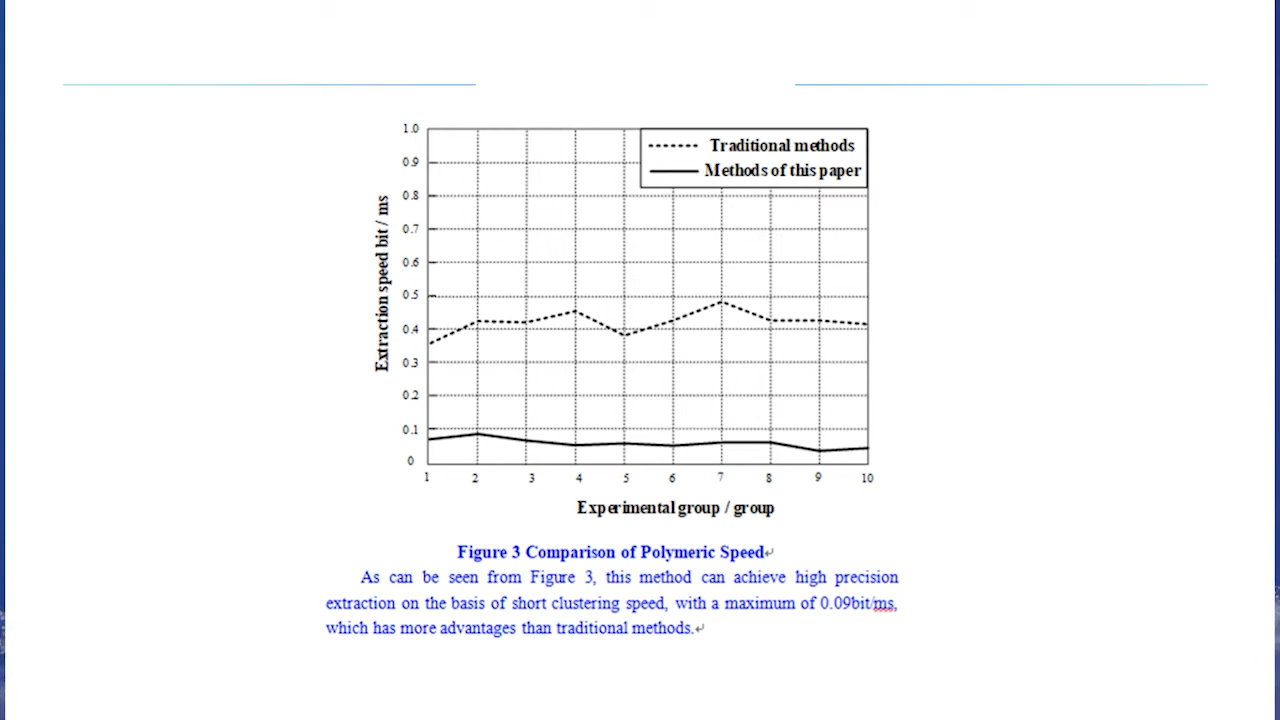 1.0
0.9
0.8
0.7
0.6
0.5
0.4
0.3
0.2
0.1
0
Extraction speed bit / ms
Traditional methods
Methods of this paper
1 2 3 4 5 6 7 8 9 10
Experimental group / group
Figure 3 Comparison of Polymeric Speed↵
As can be seen from Figure 3, this method can achieve high precision
extraction on the basis of short clustering speed, with a maximum of 0.09bit/ms,
which has more advantages than traditional methods.↵